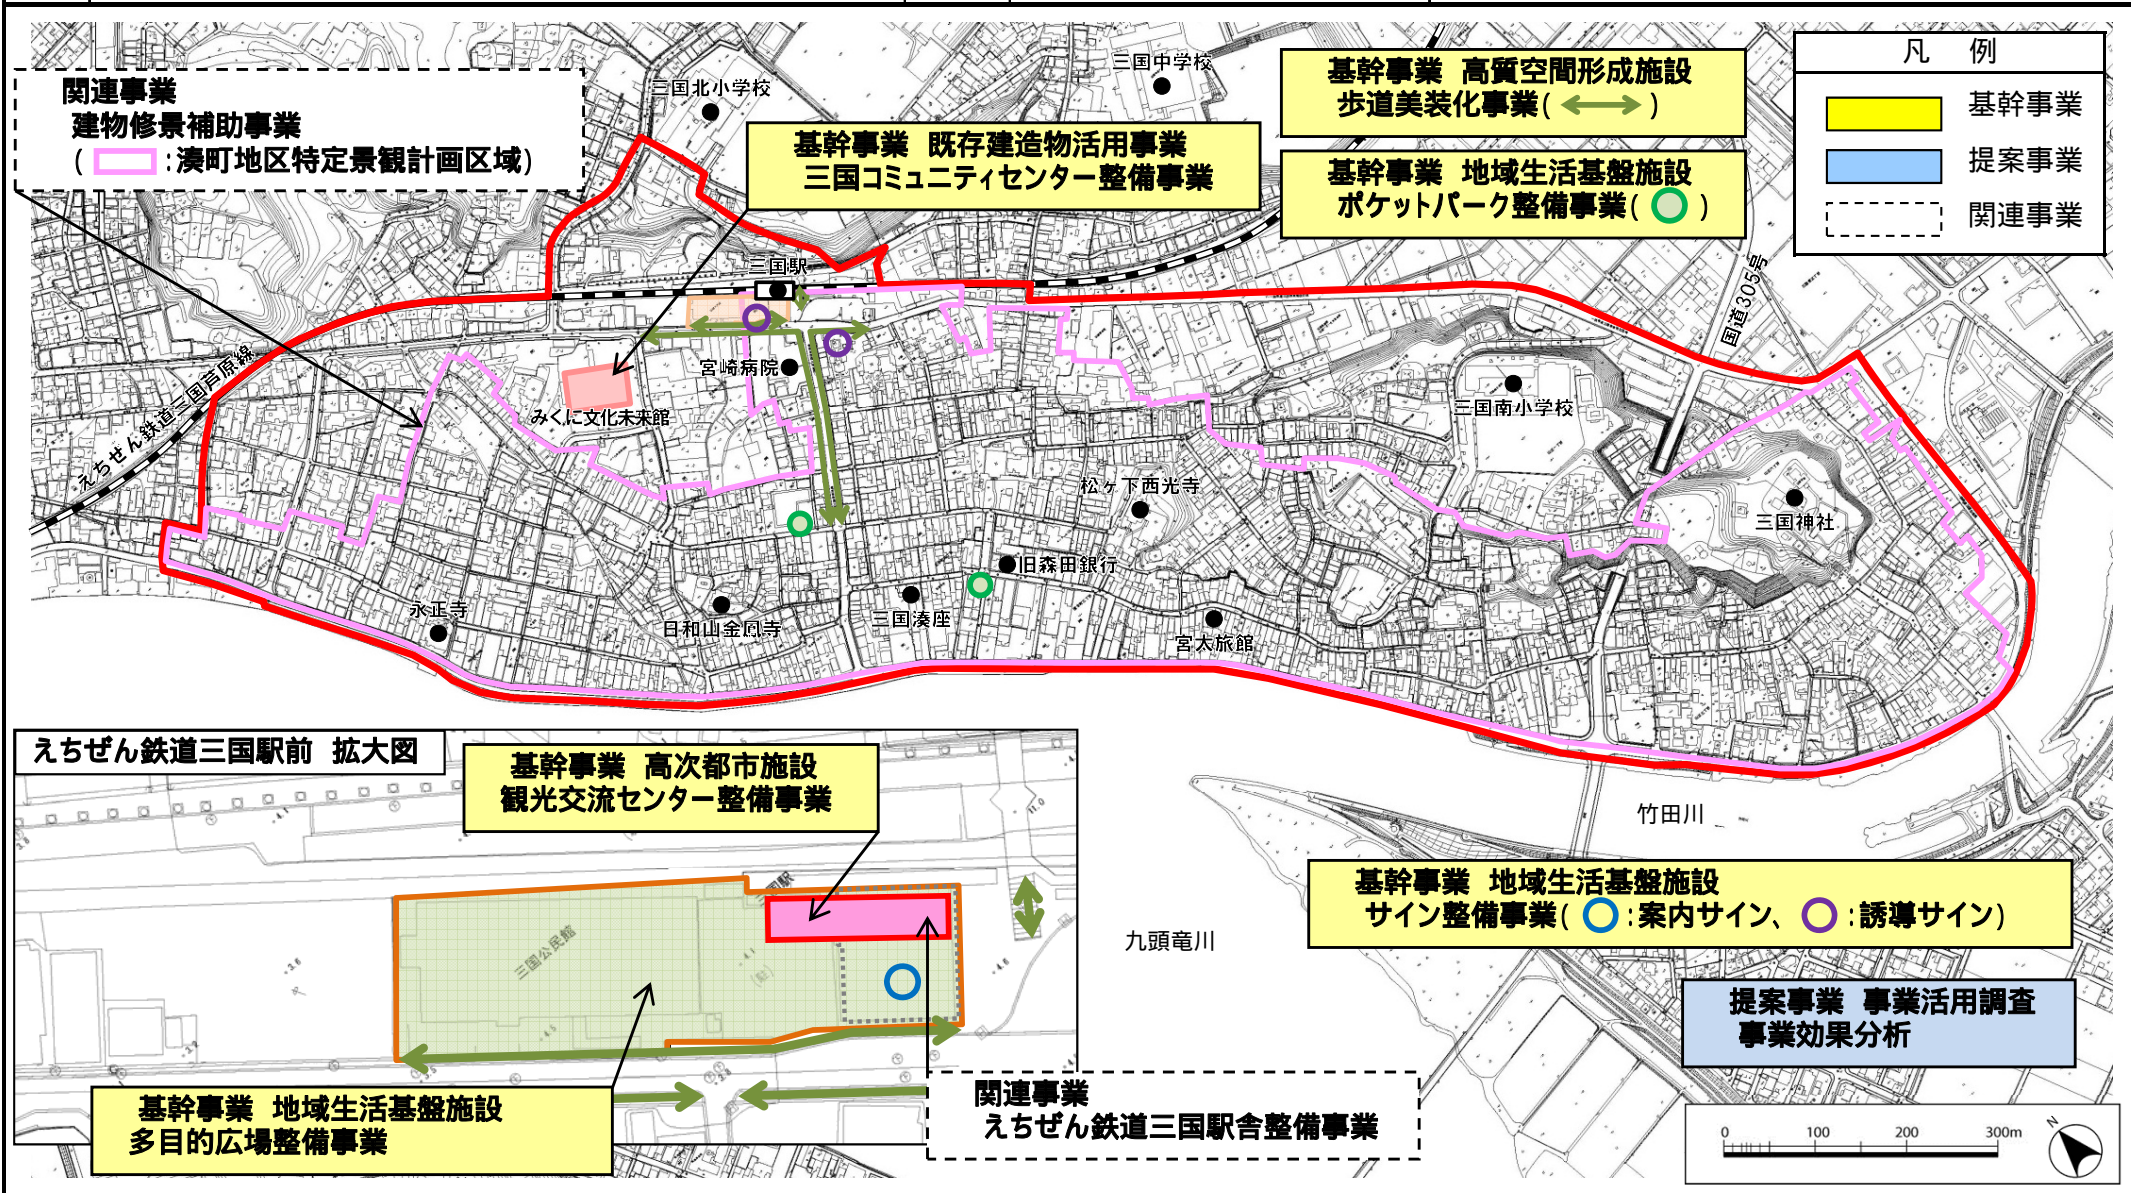 関連事業
建物修景補助事業
( :湊町地区特定景観計画区域)
三国北小学校
三国中学校
基幹事業 既存建造物活用事業
三国コミュニティセンター整備事業
基幹事業 高質空間形成施設
歩道美装化事業( )
基幹事業 地域生活基盤施設
ポケットパーク整備事業( )
凡 例
基幹事業
提案事業
関連事業
国道305号
三国駅
宮崎病院
みくに文化未来館
えちぜん鉄道三国芦原線
三国南小学校
松ヶ下西光寺
三国神社
旧森田銀行
永正寺
日和山金凰寺
三国湊座
宮太旅館
えちぜん鉄道三国駅前 拡大図
基幹事業 高次都市施設
観光交流センター整備事業
三国駅
三国公民館
竹田川
九頭竜川
基幹事業 地域生活基盤施設
サイン整備事業( :案内サイン、 :誘導サイン)
提案事業 事業活用調査
事業効果分析
基幹事業 地域生活基盤施設
多目的広場整備事業
関連事業
えちぜん鉄道三国駅舎整備事業
0 100 200 300m
N